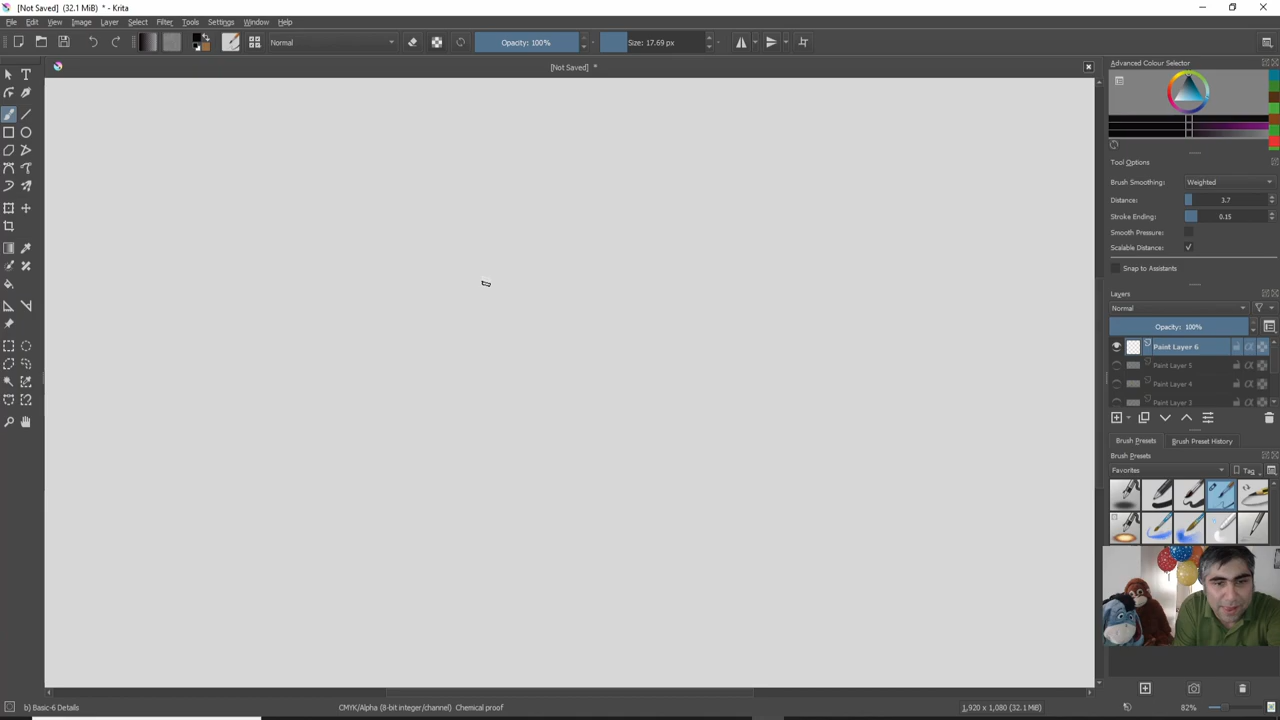 [Not Saved] (32.1 MiB) * - Krita
File Edit View Image Layer Select Filter Tools Settings Window Help
Normal Opacity: 100% Size: 17.69 px
[Not Saved] *
Advanced Colour Selector
Tool Options
Brush Smoothing: Weighted
Distance: 3.7
Stroke Ending: 0.15
Smooth Pressure:
Scalable Distance:
Snap to Assistants
Layers
Normal
Opacity: 100%
Paint Layer 6
Paint Layer 5
Paint Layer 4
Paint Layer 3
Brush Presets Brush Preset History
Brush Presets
Favorites Tag
b) Basic-6 Details CMYK/Alpha (8-bit integer/channel) Chemical proof 1,920 x 1,080 (32.1 MiB) 82%